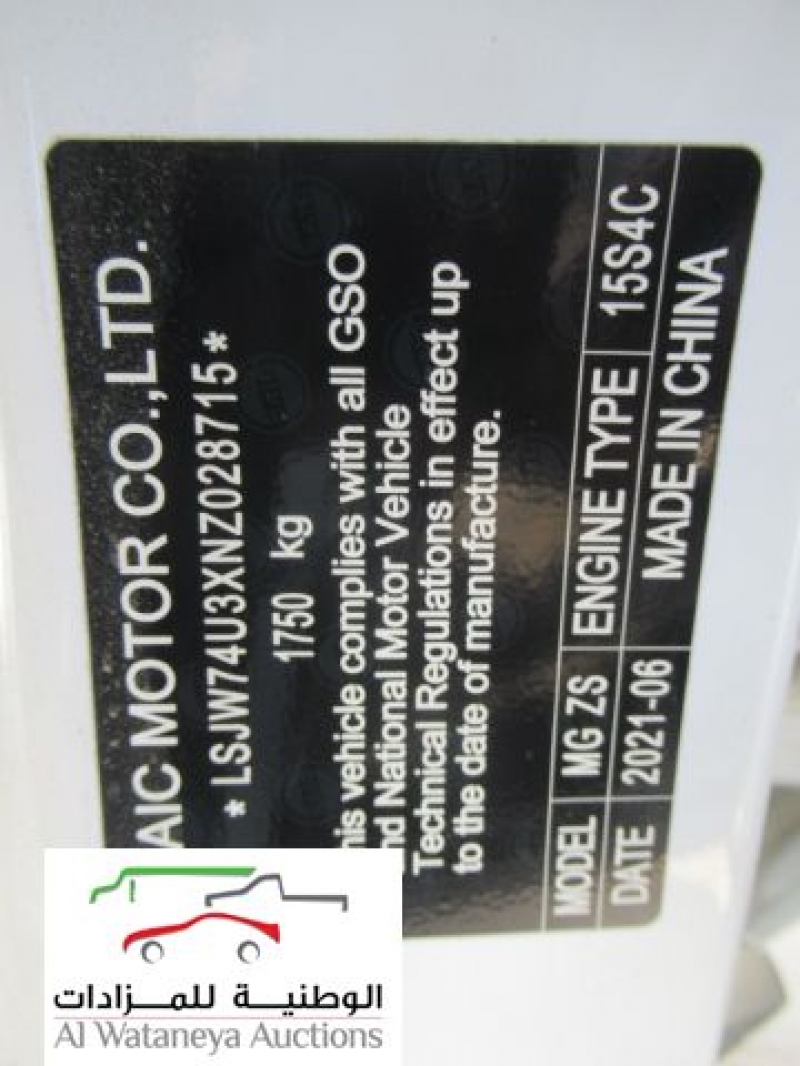 AIC MOTOR CO.,LTD.
*LSJW74U3XNZ028715*
1750 kg
his vehicle complies with all GSO
nd National Motor Vehicle
Technical Regulations in effect up
to the date of manufacture.
MODEL MG ZS ENGINE TYPE 15S4C
DATE 2021-06 MADE IN CHINA
الوطنية للمزادات
Al Wataneya Auctions